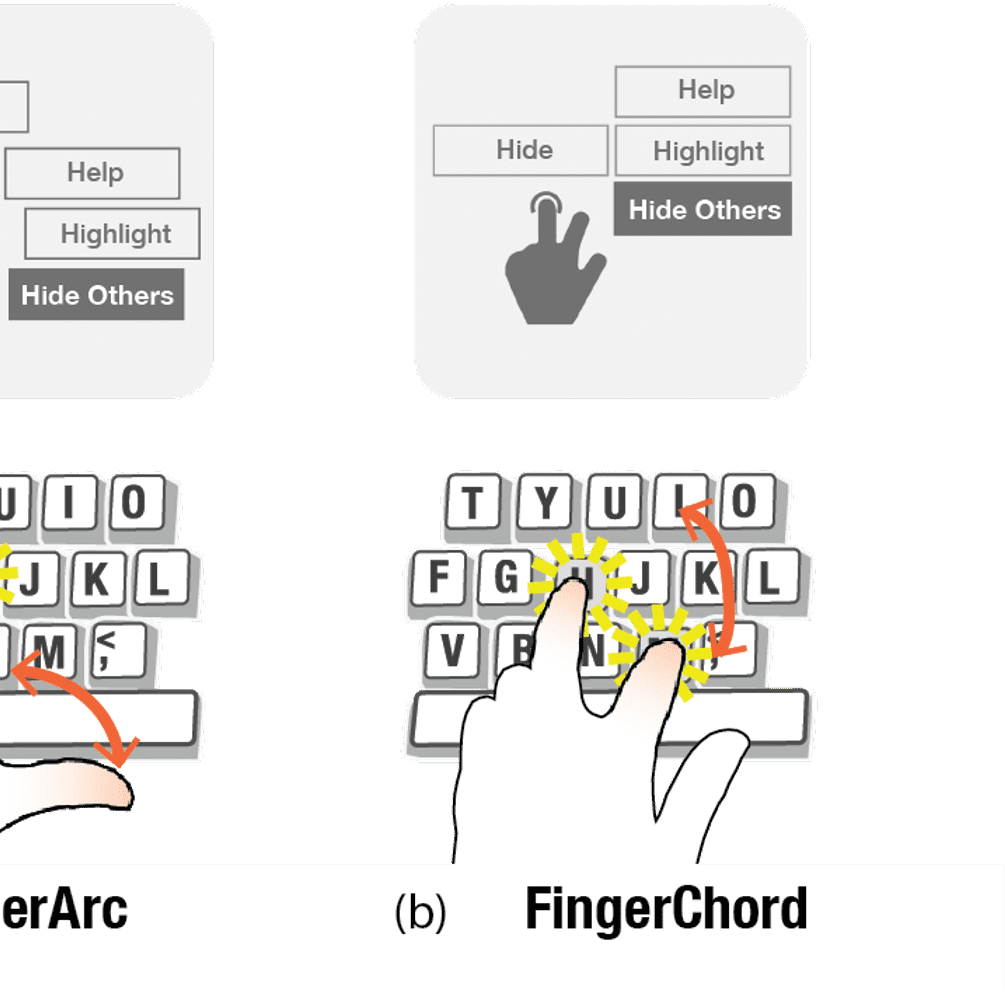 Help
Highlight
Hide Others
U I O
J K L
M < ,
erArc
Help
Hide Highlight
Hide Others
T Y U I O
F G H J K L
V B N
(b) FingerChord